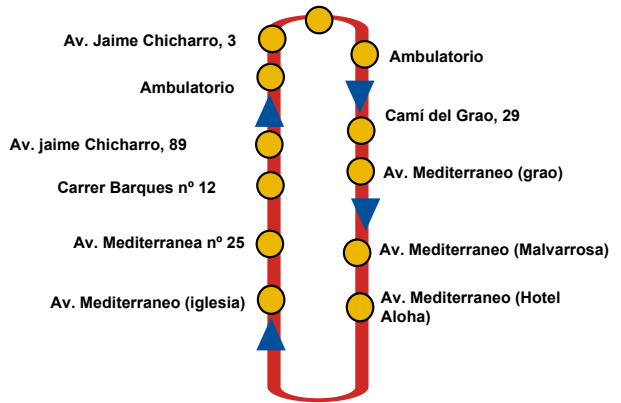 Av. Jaime Chicharro, 3
Ambulatorio
Av. jaime Chicharro, 89
Carrer Barques nº 12
Av. Mediterranea nº 25
Av. Mediterraneo (iglesia)
Ambulatorio
Camí del Grao, 29
Av. Mediterraneo (grao)
Av. Mediterraneo (Malvarrosa)
Av. Mediterraneo (Hotel
Aloha)